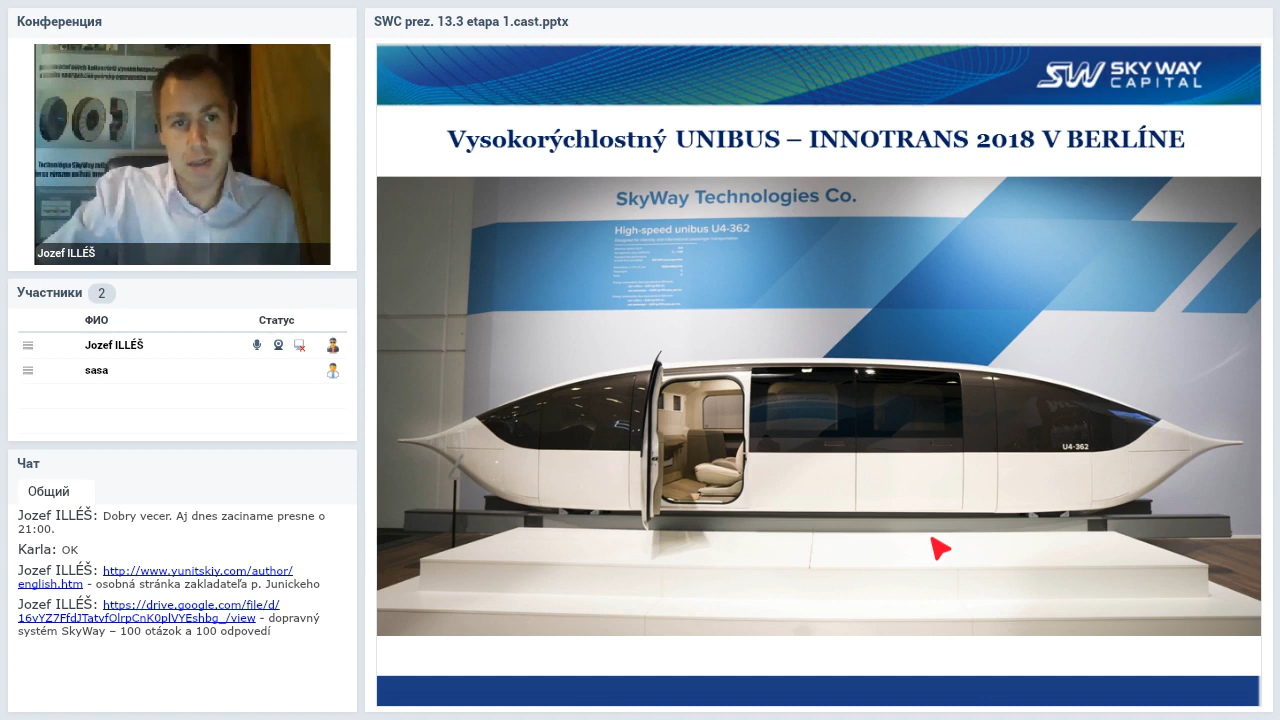 Конференция
Jozef ILLÉŠ
Участники 2
ФИО Статус
Jozef ILLÉŠ
sasa
Чат
Общий
Jozef ILLÉŠ: Dobry vecer. Aj dnes zaciname presne o
21:00.
Karla: OK
Jozef ILLÉŠ: http://www.yunitskiy.com/author/
english.htm - osobná stránka zakladateľa p. Junickeho
Jozef ILLÉŠ: https://drive.google.com/file/d/
16vYZ7FfdJTatvfOlrpCnK0plVYEshbg_/view - dopravný
systém SkyWay – 100 otázok a 100 odpovedí
SWC prez. 13.3 etapa 1.cast.pptx
SW SKY WAY
CAPITAL
Vysokorýchlostný UNIBUS – INNOTRANS 2018 V BERLÍNE
SkyWay Technologies Co.
High-speed unibus U4-362
U4-362